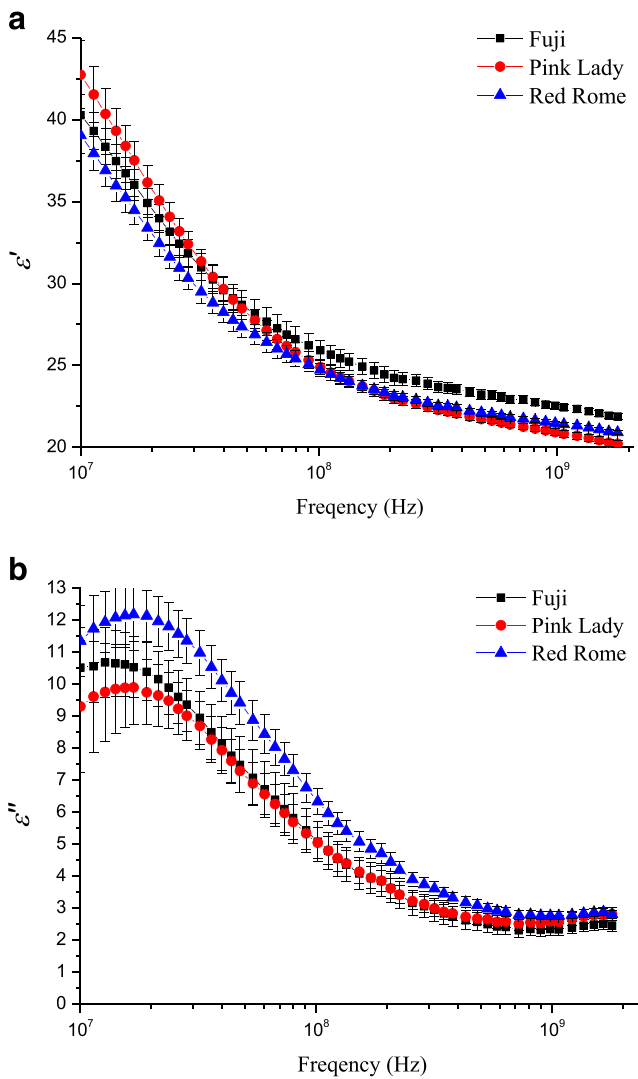 a
Fuji
Pink Lady
Red Rome
45
40
35
30
25
20
ε'
10⁷
10⁸
10⁹
Freqency (Hz)
b
Fuji
Pink Lady
Red Rome
13
12
11
10
9
8
7
6
5
4
3
2
1
0
ε"
10⁷
10⁸
10⁹
Freqency (Hz)